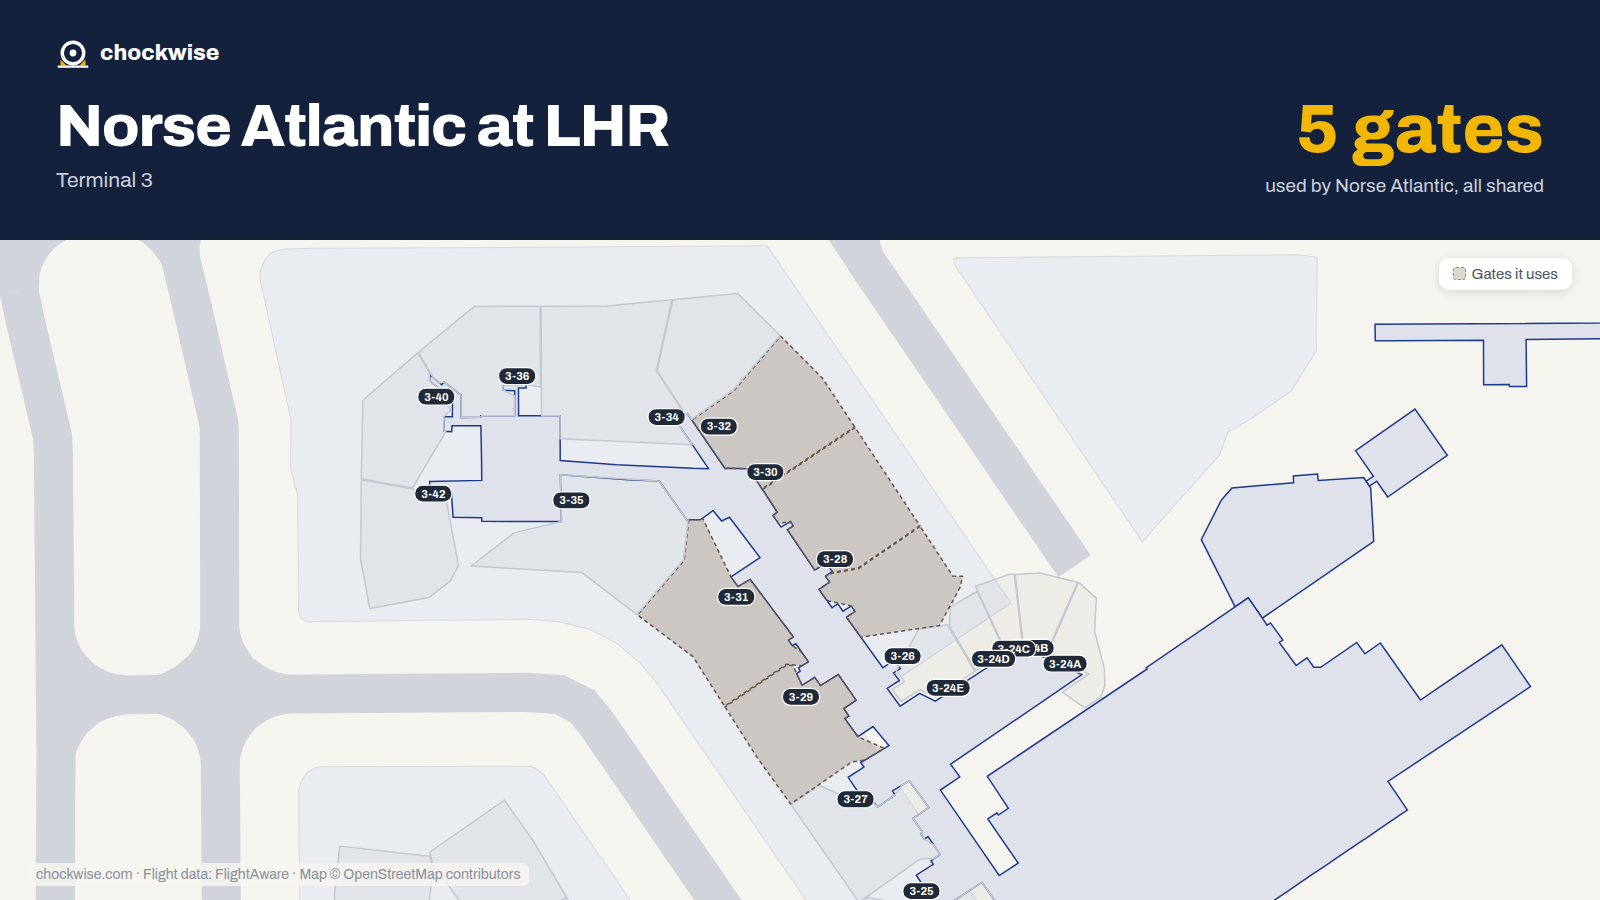 chockwise
Norse Atlantic at LHR
Terminal 3
5 gates
used by Norse Atlantic, all shared
Gates it uses
3-36
3-40
3-34
3-32
3-30
3-42
3-35
3-28
3-31
3-26
3-24C
3-24D
3-24A
3-24E
3-29
3-27
3-25
chockwise.com · Flight data: FlightAware · Map © OpenStreetMap contributors